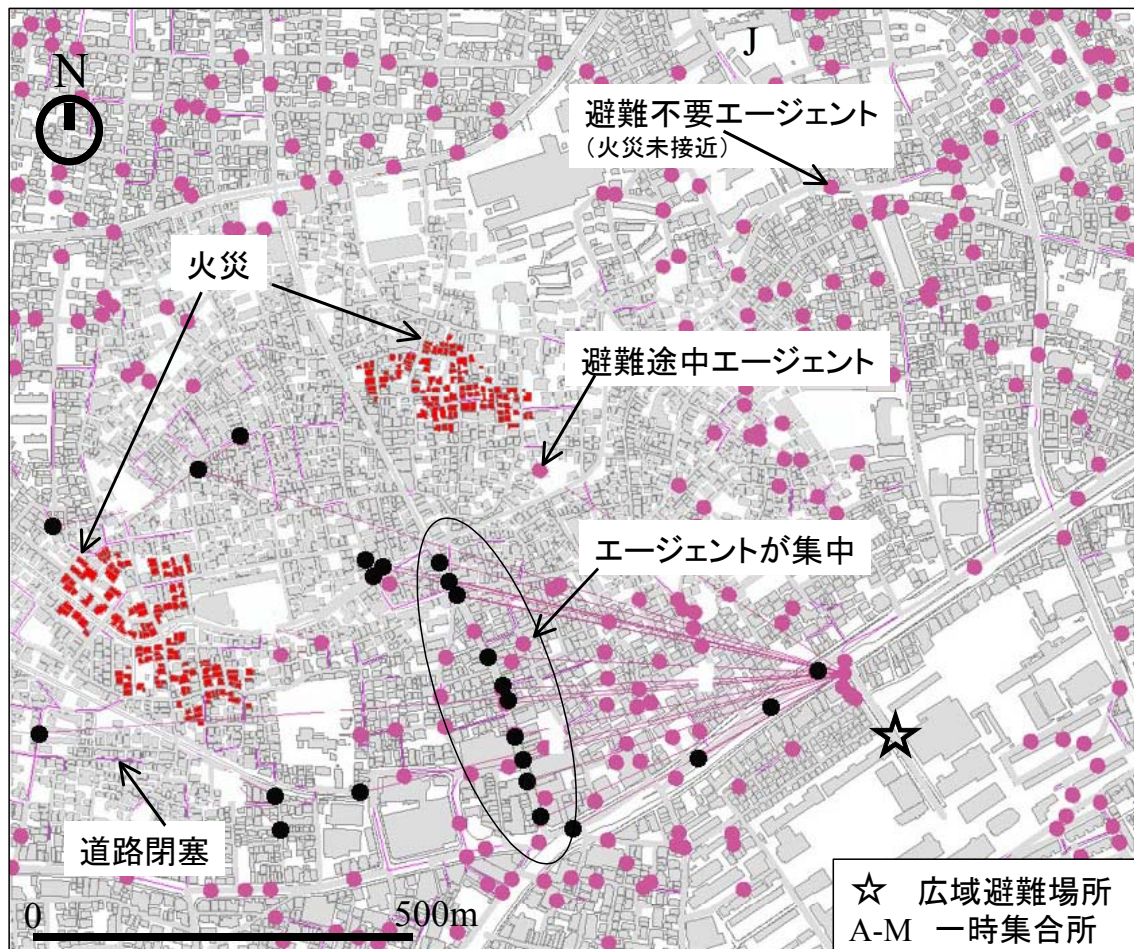 J
N
避難不要エージェント
（火災未接近）
火災
避難途中エージェント
エージェントが集中
道路閉塞
0
500m
☆ 広域避難場所
A-M 一時集合所